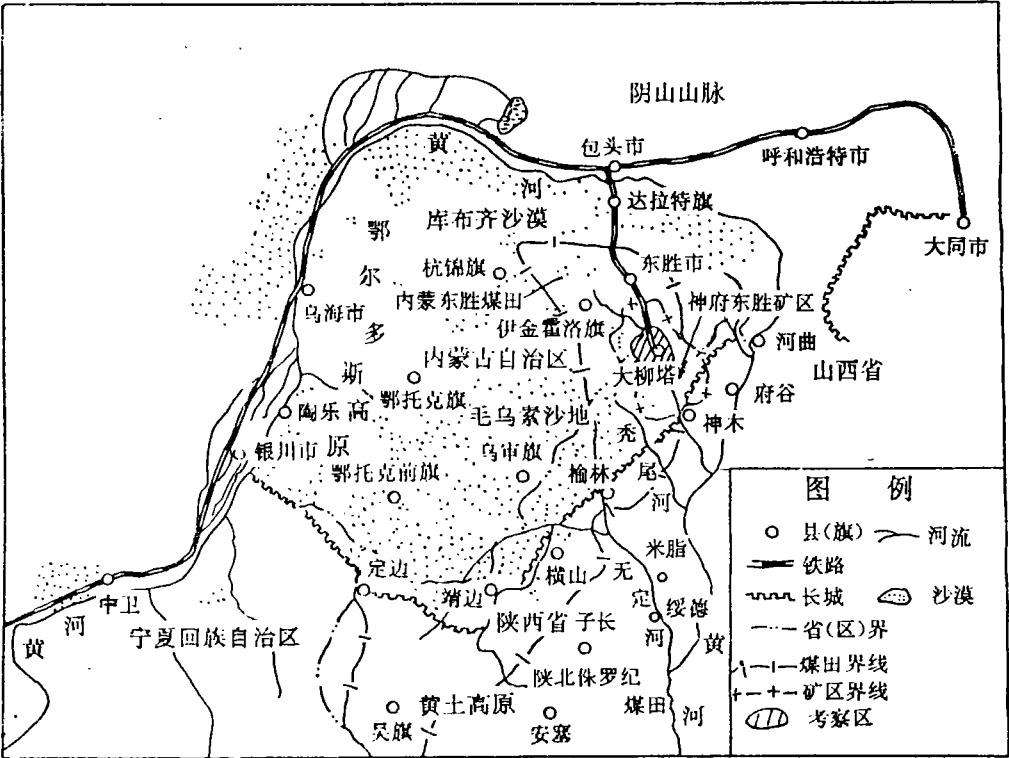 阴山山脉
黄
包头市
呼和浩特市
河
达拉特旗
库布齐沙漠
鄂
大同市
东胜市
杭锦旗
尔
内蒙东胜煤田
神府东胜矿区
乌海市
伊金霍洛旗
多
河曲
内蒙古自治区
山西省
斯
大柳塔
鄂托克旗
府谷
陶乐
高
毛乌素沙地
神木
秃
银川市
原
乌审旗
鄂托克前旗
榆林
尾
河
图 例
县(旗)
河流
米脂
定边
横山
无
铁路
中卫
靖边
定
绥德
长城
沙漠
河
宁夏回族自治区
陕西省
子长
河
黄
省(区)界
黄
煤田界线
陕北侏罗纪
矿区界线
黄土高原
煤田
河
考察区
吴旗
安塞